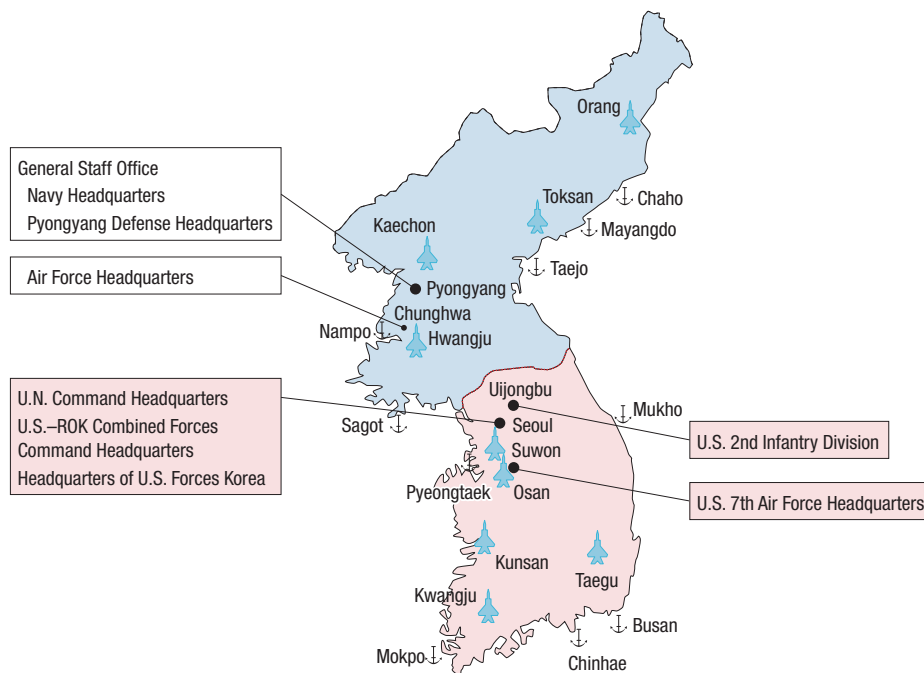 Orang
General Staff Office
Navy Headquarters
Pyongyang Defense Headquarters
Toksan
Chaho
Mayangdo
Kaechon
Taejo
Air Force Headquarters
Pyongyang
Chunghwa
Nampo
Hwangju
U.N. Command Headquarters
U.S.–ROK Combined Forces
Command Headquarters
Headquarters of U.S. Forces Korea
Uijongbu
Mukho
Sagot
Seoul
U.S. 2nd Infantry Division
Suwon
Pyeongtaek
Osan
U.S. 7th Air Force Headquarters
Kunsan
Taegu
Kwangju
Busan
Mokpo
Chinhae